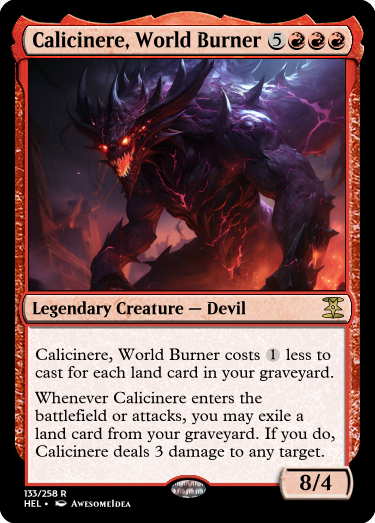 Calicinere, World Burner 5
Legendary Creature — Devil
Calicinere, World Burner costs 1 less to
cast for each land card in your graveyard.
Whenever Calicinere enters the
battlefield or attacks, you may exile a
land card from your graveyard. If you do,
Calicinere deals 3 damage to any target.
8/4
133/258 R
HEL • AwesomeIdea